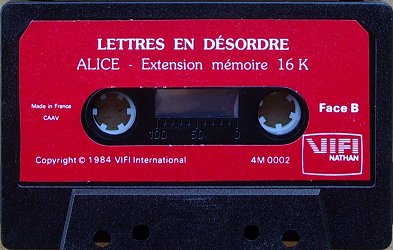 LETTRES EN DÉSORDRE
ALICE - Extension mémoire 16 K
Made in France
CAAV
Face B
100 50 0
VIFI
NATHAN
Copyright © 1984 VIFI International
4M 0002